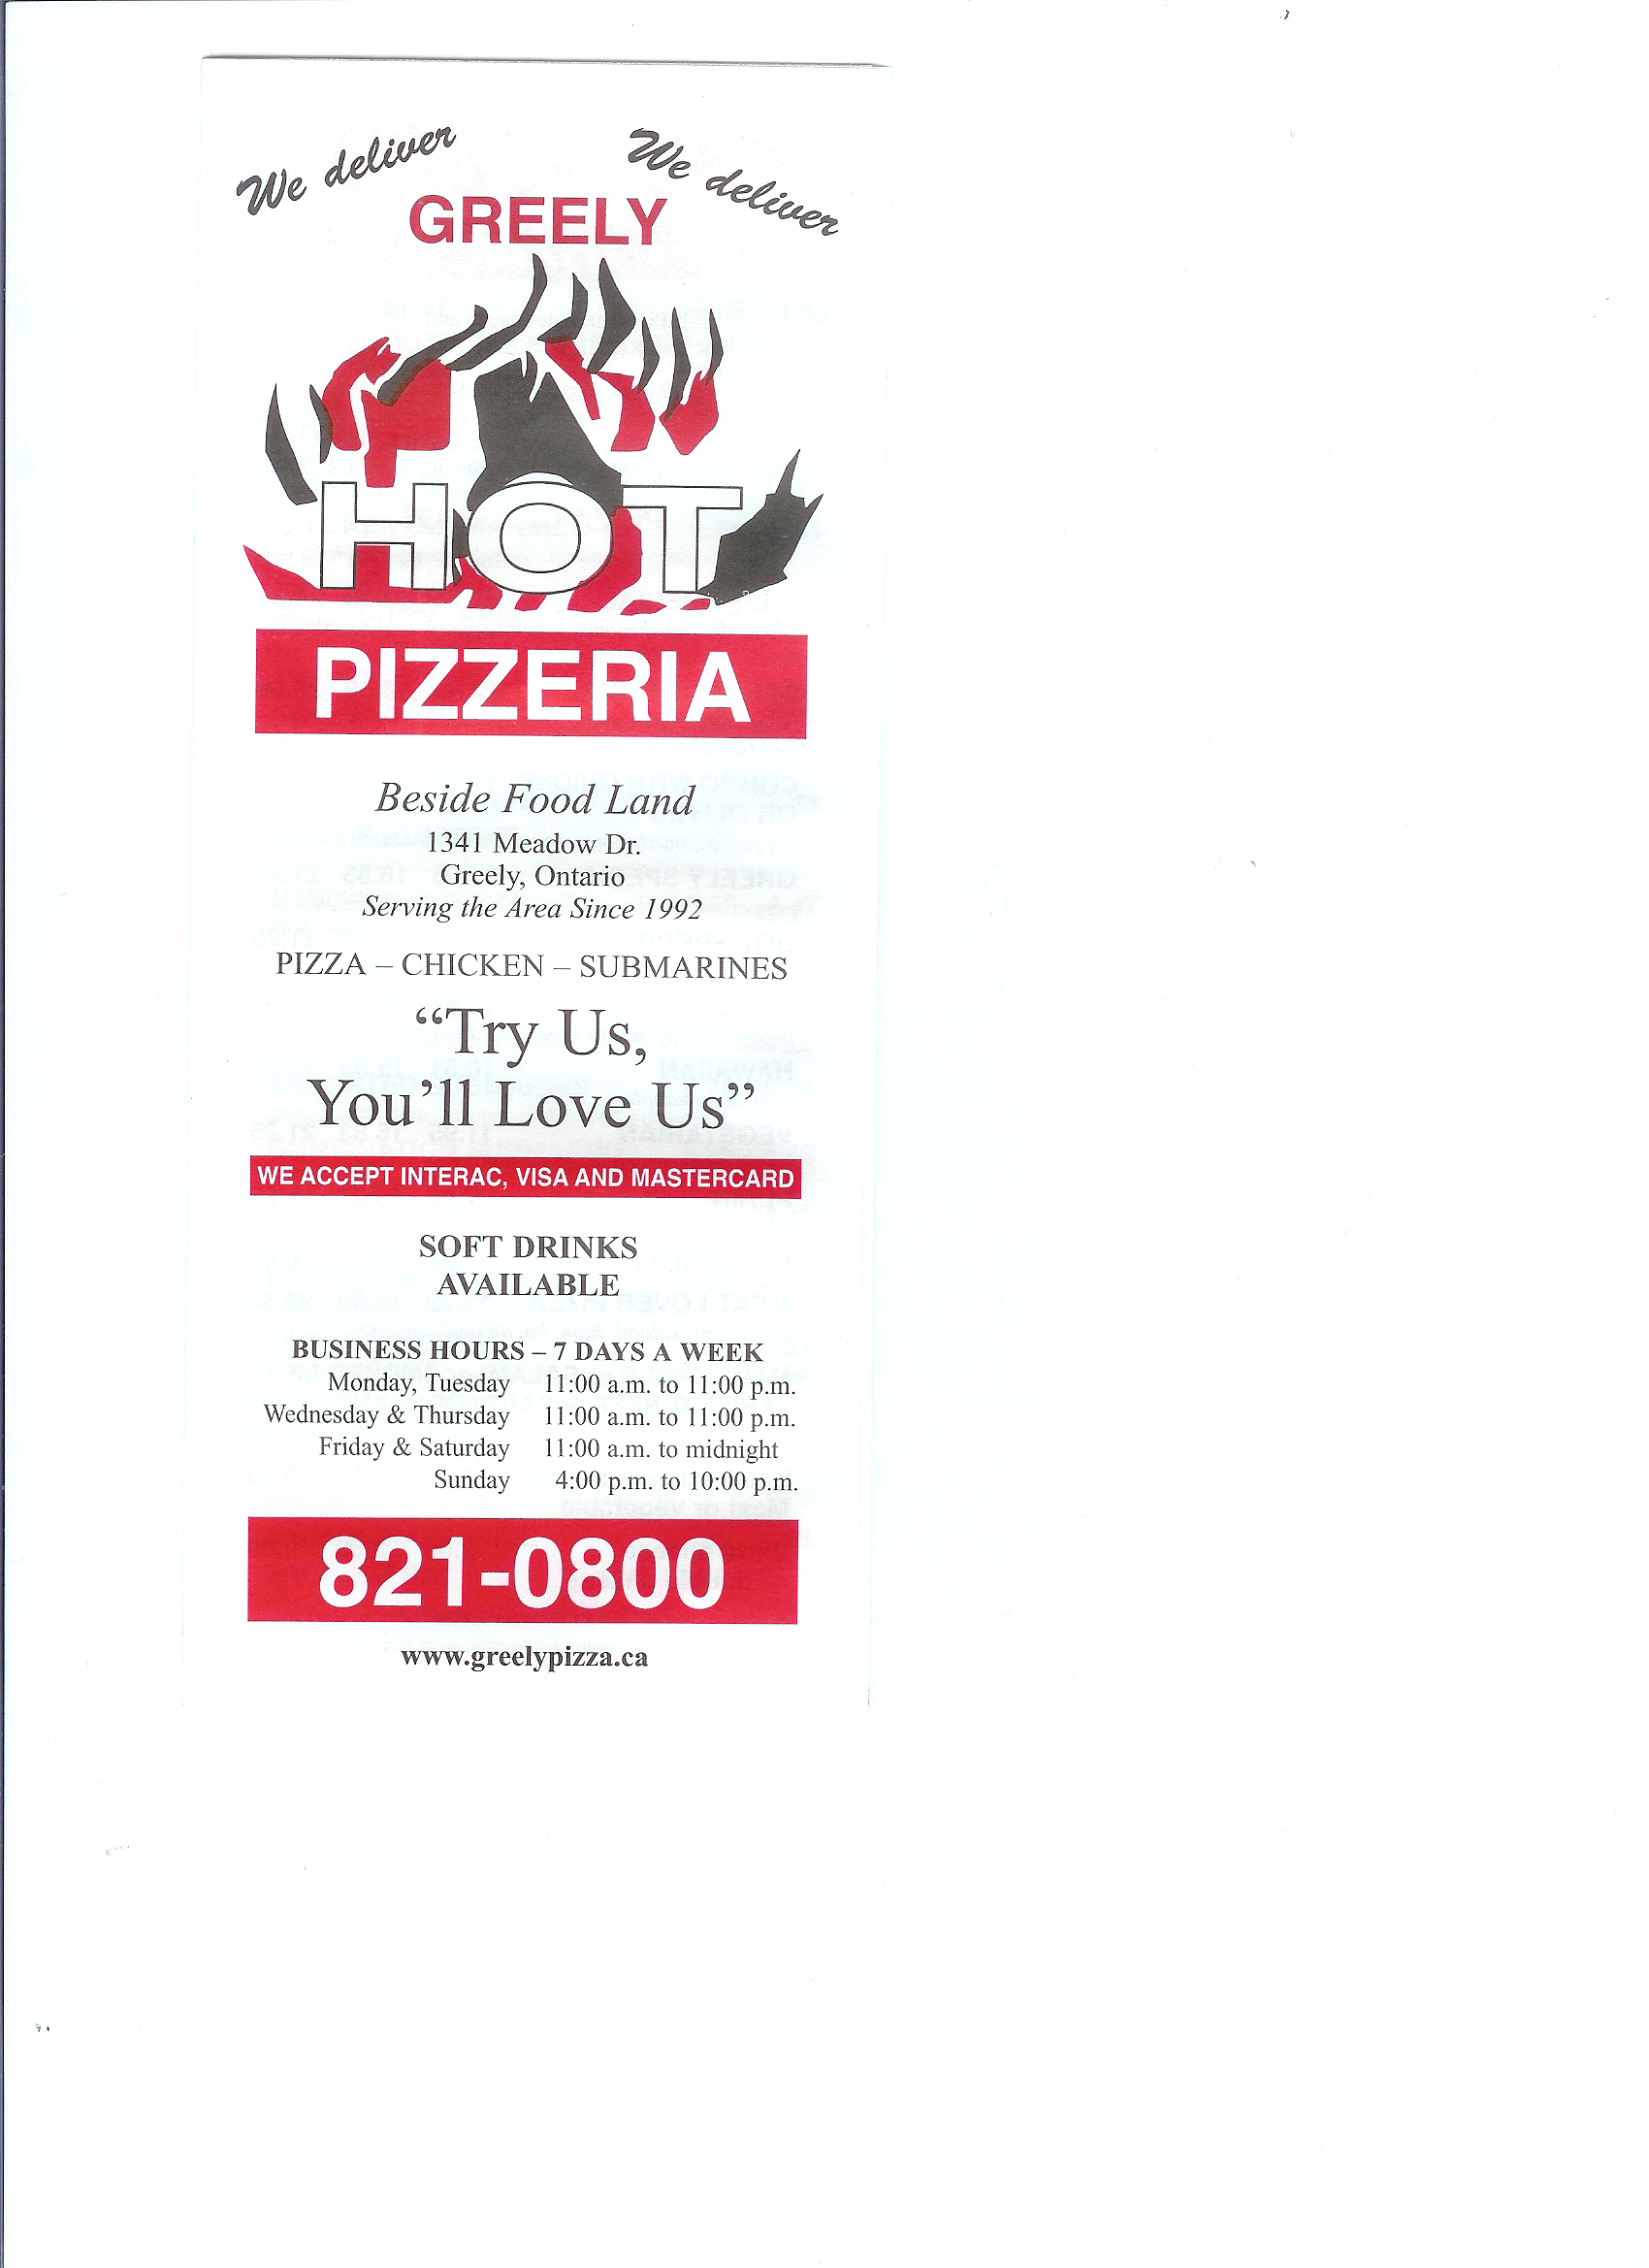 We deliver We deliver
GREELY
HOT
PIZZERIA
Beside Food Land
1341 Meadow Dr.
Greely, Ontario
Serving the Area Since 1992
PIZZA – CHICKEN – SUBMARINES
“Try Us,
You’ll Love Us”
WE ACCEPT INTERAC, VISA AND MASTERCARD
SOFT DRINKS
AVAILABLE
BUSINESS HOURS – 7 DAYS A WEEK
Monday, Tuesday 11:00 a.m. to 11:00 p.m.
Wednesday & Thursday 11:00 a.m. to 11:00 p.m.
Friday & Saturday 11:00 a.m. to midnight
Sunday 4:00 p.m. to 10:00 p.m.
821-0800
www.greelypizza.ca